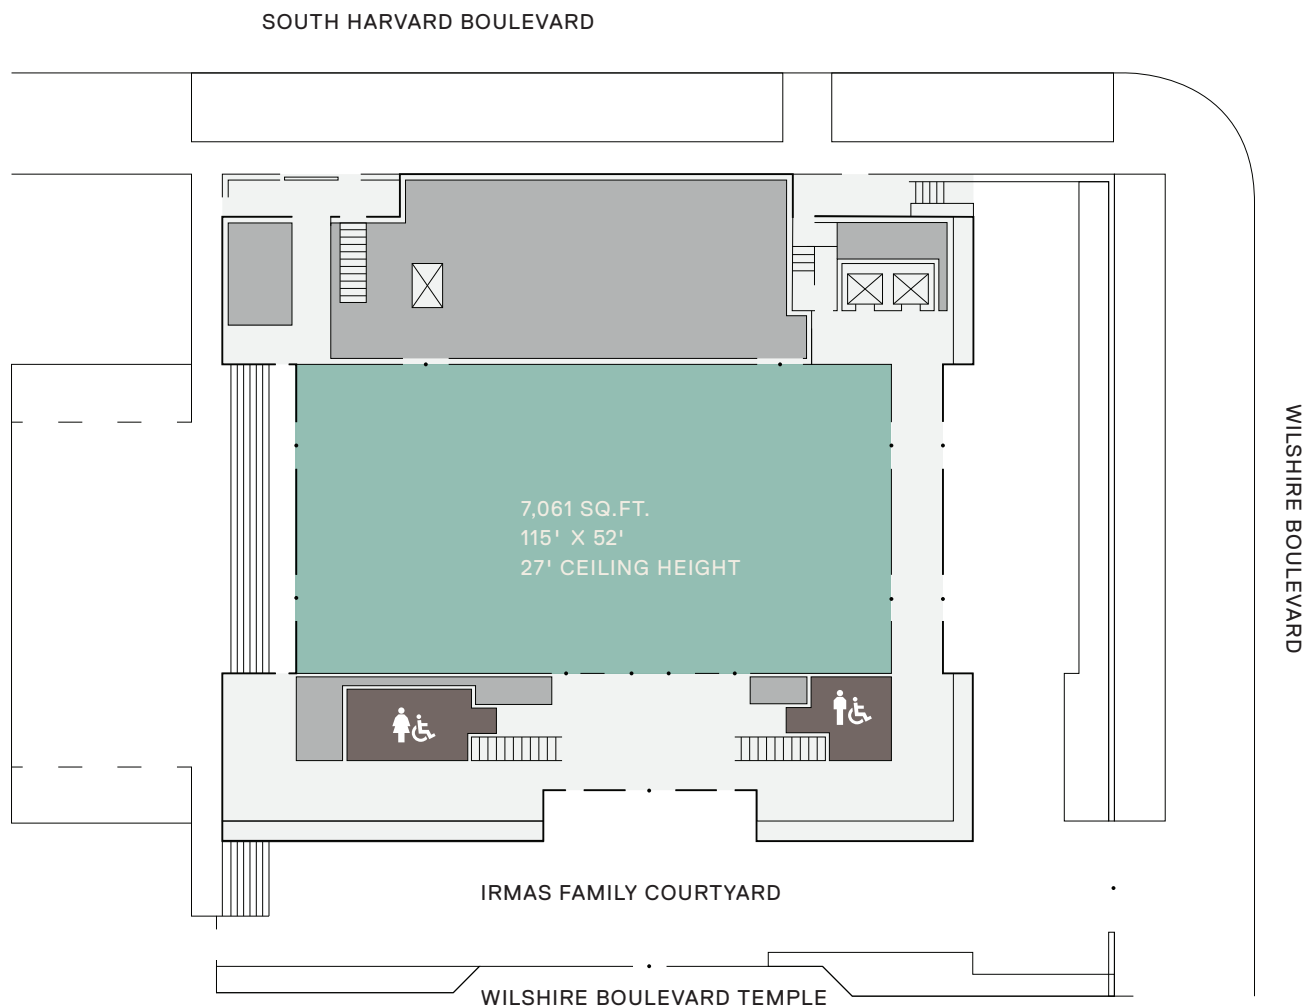 SOUTH HARVARD BOULEVARD
WILSHIRE BOULEVARD
7,061 SQ.FT.
115' X 52'
27' CEILING HEIGHT
IRMAS FAMILY COURTYARD
WILSHIRE BOULEVARD TEMPLE